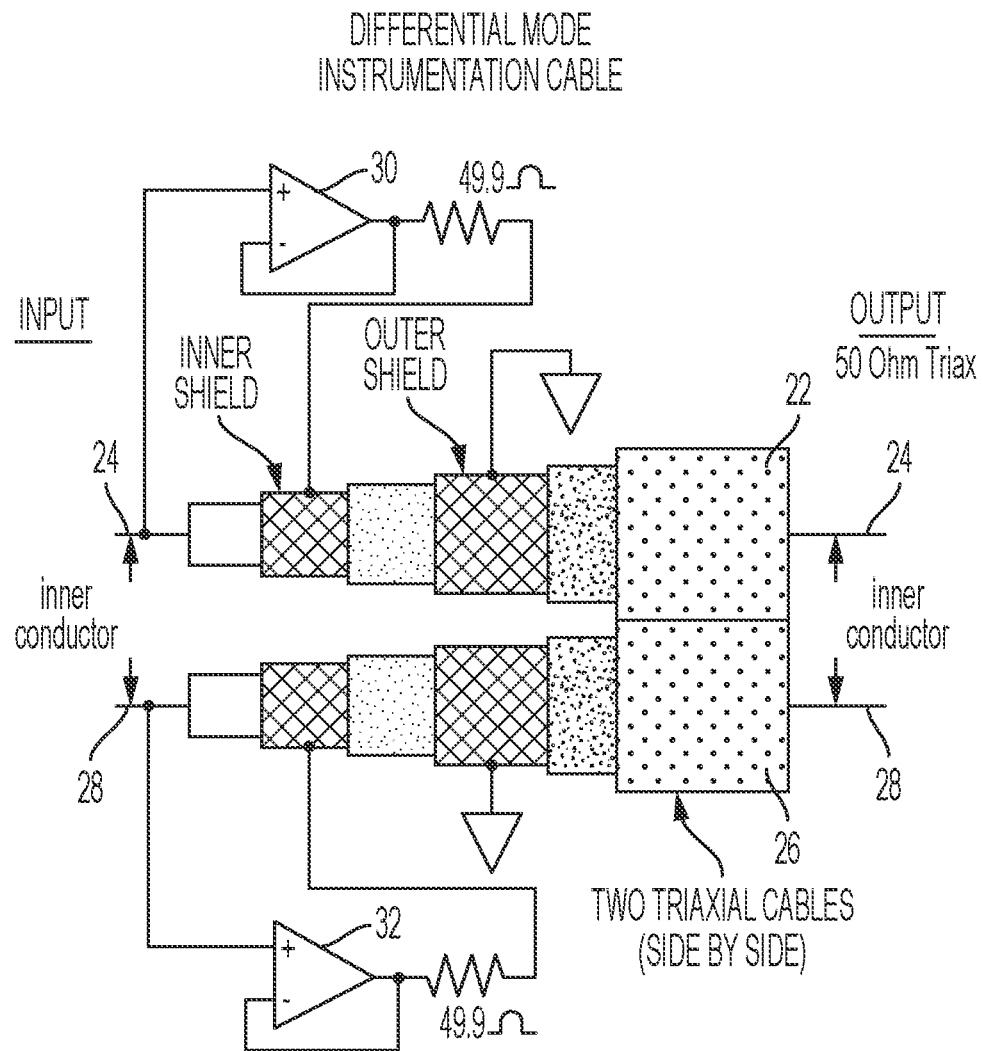 DIFFERENTIAL MODE
INSTRUMENTATION CABLE
30
49.9
+
-
INPUT
OUTPUT
50 Ohm Triax
INNER
SHIELD
OUTER
SHIELD
22
24
24
inner
conductor
inner
conductor
28
28
26
TWO TRIAXIAL CABLES
(SIDE BY SIDE)
32
+
-
49.9